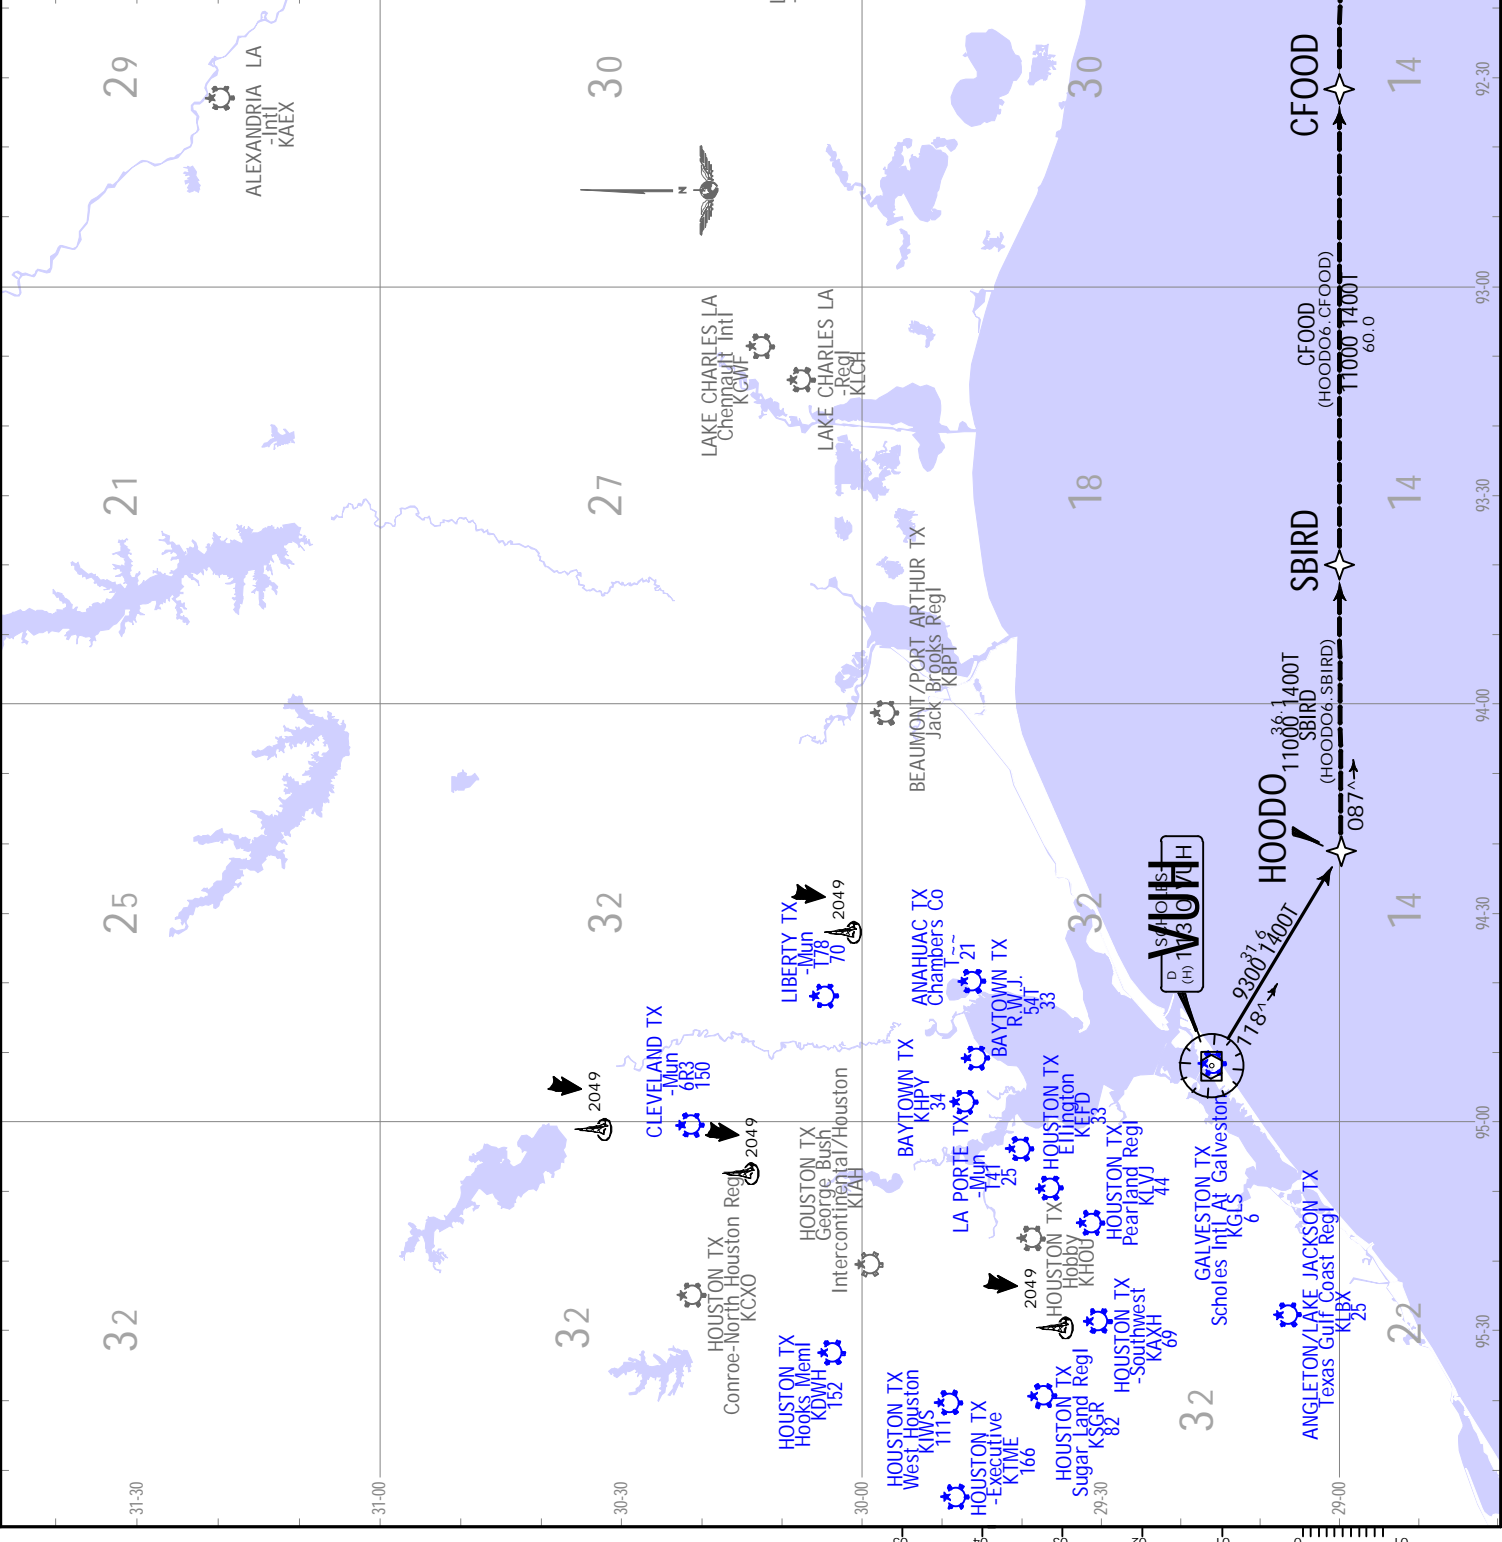 29
30
30
14
92-30
ALEXANDRIA LA
-Intl
KAEX
N
CFOOD
93-00
LAKE CHARLES LA
Chennault Intl
KCWF
LAKE CHARLES LA
-Regl
KLCH
CFOOD
(HOODO6.CFOOD)
11000 1400T
60.0
21
27
18
14
93-30
SBIRD
BEAUMONT/PORT ARTHUR TX
Jack Brooks Regl
KBPT
94-00
36.1
11000 1400T
SBIRD
(HOODO6.SBIRD)
087^
HOODO
25
32
32
14
94-30
2049
LIBERTY TX
-Mun
T78
70
ANAHUAC TX
Chambers Co
T~~
21
BAYTOWN TX
R.W.J.
54T
33
SCHOLES
D
(H) 113.0 VUH
VUH
31.6
9300 1400T
118^
2049
CLEVELAND TX
-Mun
6R3
150
2049
BAYTOWN TX
KHPY
34
HOUSTON TX
Ellington
KEFD
33
95-00
HOUSTON TX
George Bush
Intercontinental/Houston
KIAH
LA PORTE TX
-Mun
T41
25
HOUSTON TX
Pearland Regl
KLVJ
44
GALVESTON TX
Scholes Intl At Galveston
KGLS
6
HOUSTON TX
Conroe-North Houston Regl
KCXO
HOUSTON TX
Hobby
KHOU
2049
32
32
22
95-30
HOUSTON TX
Hooks Meml
KDWH
152
HOUSTON TX
-Southwest
KAXH
69
ANGLETON/LAKE JACKSON TX
Texas Gulf Coast Regl
KLBX
25
HOUSTON TX
West Houston
KIWS
111
HOUSTON TX
-Executive
KTME
166
HOUSTON TX
Sugar Land Regl
KSGR
82
32
31-30
31-00
30-30
30-00
29-30
29-00